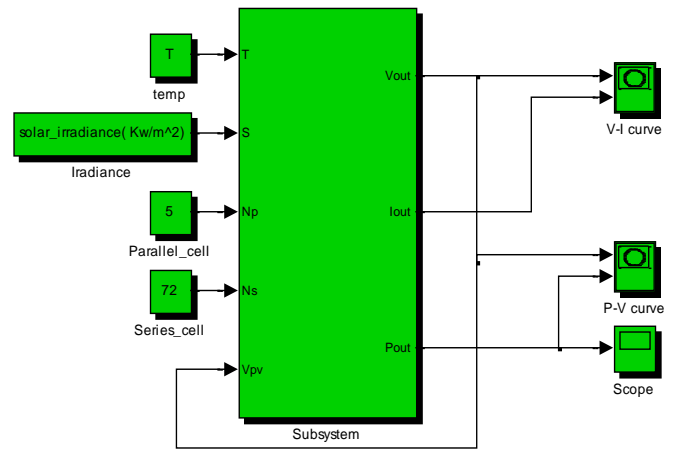 T
temp
solar_irradiance( Kw/m^2)
Iradiance
5
Parallel_cell
72
Series_cell
T
S
Np
Ns
Vpv
Vout
Iout
Pout
Subsystem
V-I curve
P-V curve
Scope